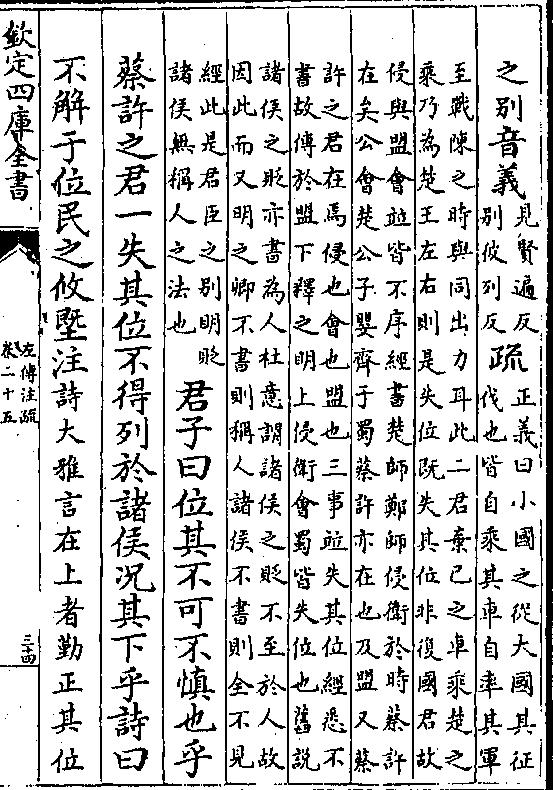 之别音義見賢遍反
别彼列反疏正義曰小國之從大國其征
伐也皆自乘其車自率其軍
至戰陳之時與同出力耳此二君棄已之車乘楚之
乘乃為楚王左右則是失位既失其位非復國君故
侵與盟會竝皆不序經書楚師鄭師侵衛於時蔡許
在矣公會楚公子嬰齊于蜀蔡許亦在也及盟又蔡
許之君在焉侵也會也盟也三事竝失其位經悉不
書故傳於盟下釋之明上侵衛會蜀皆失位也舊說
諸侯之貶亦書為人杜意謂諸侯之貶不至於人故
因此而又明之卿不書則稱人諸侯不書則全不見
經此是君臣之别明貶
諸侯無稱人之法也
君子曰位其不可不慎也乎
蔡許之君一失其位不得列於諸侯况其下乎詩曰
不解于位民之攸塈注詩大雅言在上者勤正其位
欽定四庫全書
左傳注疏
卷二十五
三十四